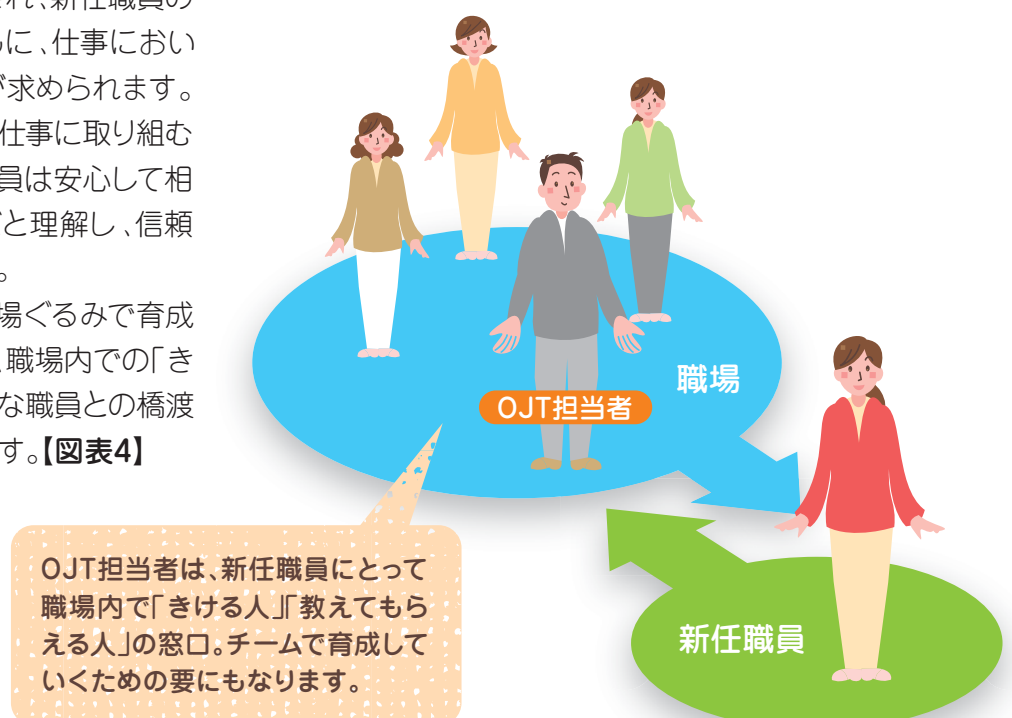 れ、新任職員の
に、仕事におい
が求められます。
仕事に取り組む
員は安心して相
と理解し、信頼
。
場ぐるみで育成
、職場内での「き
な職員との橋渡
す。【図表4】
職場
OJT担当者
OJT担当者は、新任職員にとって
職場内で「きける人」「教えてもら
える人」の窓口。チームで育成して
いくための要にもなります。
新任職員